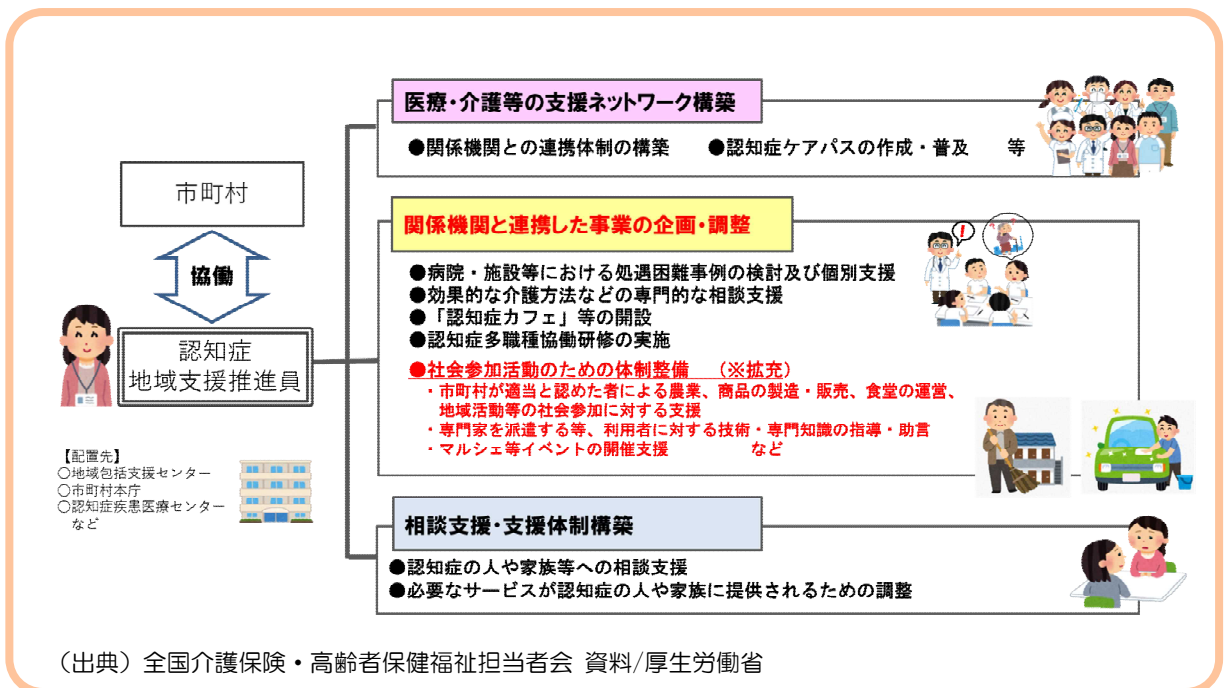 医療・介護等の支援ネットワーク構築
●関係機関との連携体制の構築　●認知症ケアパスの作成・普及　等
市町村
協働
認知症
地域支援推進員
【配置先】
○地域包括支援センター
○市町村本庁
○認知症疾患医療センター
など
関係機関と連携した事業の企画・調整
●病院・施設等における処遇困難事例の検討及び個別支援
●効果的な介護方法などの専門的な相談支援
●「認知症カフェ」等の開設
●認知症多職種協働研修の実施
●社会参加活動のための体制整備　（※拡充）
・市町村が適当と認めた者による農業、商品の製造・販売、食堂の運営、
地域活動等の社会参加に対する支援
・専門家を派遣する等、利用者に対する技術・専門知識の指導・助言
・マルシェ等イベントの開催支援　など
!
相談支援・支援体制構築
●認知症の人や家族等への相談支援
●必要なサービスが認知症の人や家族に提供されるための調整
（出典）全国介護保険・高齢者保健福祉担当者会 資料/厚生労働省